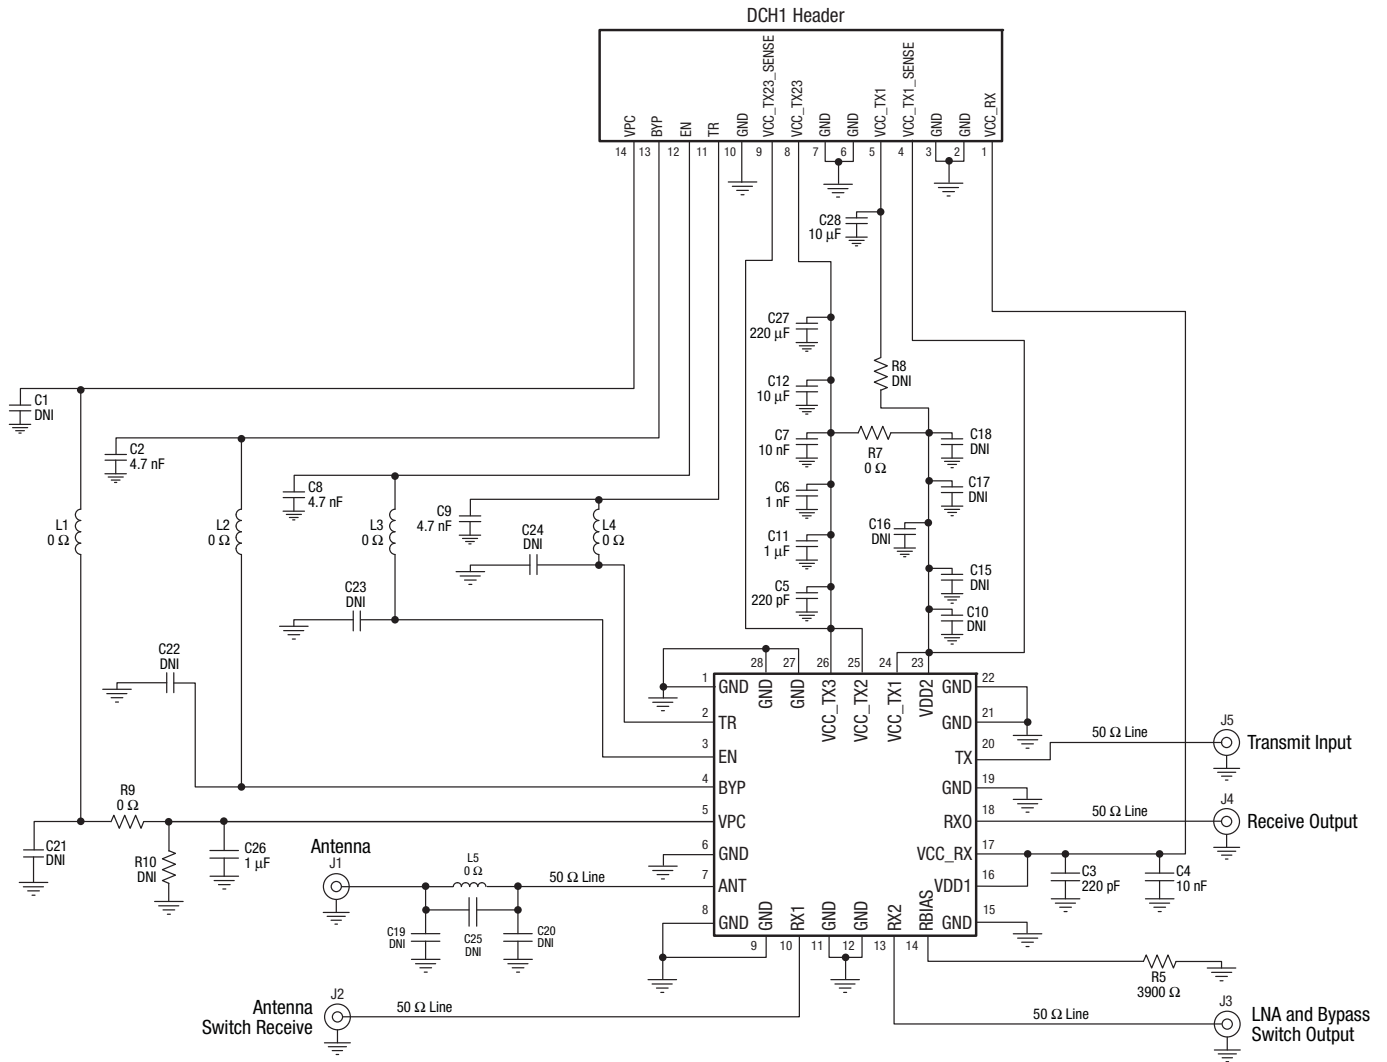 DCH1 Header
VPC
BYP
EN
TR
GND
VCC_TX23_SENSE
VCC_TX23
GND
GND
VCC_TX1
VCC_TX1_SENSE
GND
GND
VCC_RX
14
13
12
11
10
9
8
7
6
5
4
3
2
1
C28
10 µF
C27
220 µF
R8
DNI
C1
DNI
C12
10 µF
C2
4.7 nF
C7
10 nF
R7
0 Ω
C18
DNI
C8
4.7 nF
C6
1 nF
C17
DNI
C9
4.7 nF
L1
0 Ω
L2
0 Ω
L3
0 Ω
C24
DNI
L4
0 Ω
C16
DNI
C11
1 µF
C15
DNI
C23
DNI
C5
220 pF
C10
DNI
C22
DNI
28
27
26
25
24
23
GND
GND
VCC_TX3
VCC_TX2
VCC_TX1
VDD2
1
GND
2
TR
3
EN
4
BYP
5
VPC
6
GND
7
ANT
8
GND
22
GND
21
GND
20
TX
19
GND
18
RXO
17
VCC_RX
16
VDD1
15
GND
50 Ω Line
J5
Transmit Input
50 Ω Line
J4
Receive Output
R9
0 Ω
C21
DNI
R10
DNI
C26
1 µF
C3
220 pF
C4
10 nF
Antenna
J1
L5
0 Ω
50 Ω Line
C19
DNI
C25
DNI
C20
DNI
GND
RX1
GND
GND
RX2
RBIAS
9
10
11
12
13
14
R5
3900 Ω
Antenna
Switch Receive
J2
50 Ω Line
50 Ω Line
J3
LNA and Bypass
Switch Output